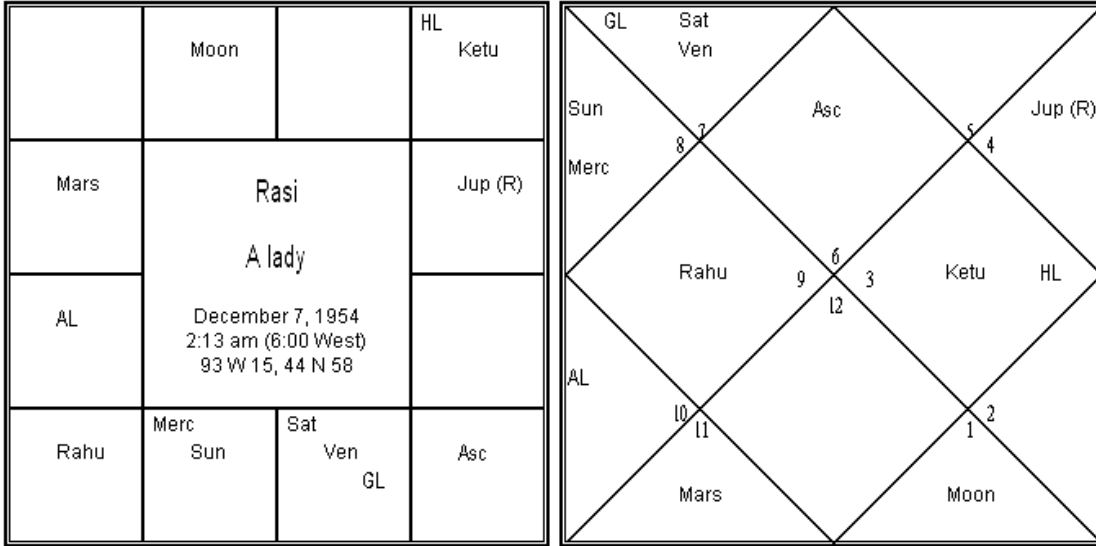 HL
Moon
Ketu
Mars
Rasi
Jup (R)
A lady
AL
December 7, 1954
2:13 am (6:00 West)
93 W 15, 44 N 58
Merc
Sat
Rahu
Sun
Ven
Asc
GL
GL
Sat
Ven
Sun
Asc
Jup (R)
7
5
8
4
Merc
6
Rahu
9
3
Ketu
HL
12
AL
10
2
11
1
Mars
Moon